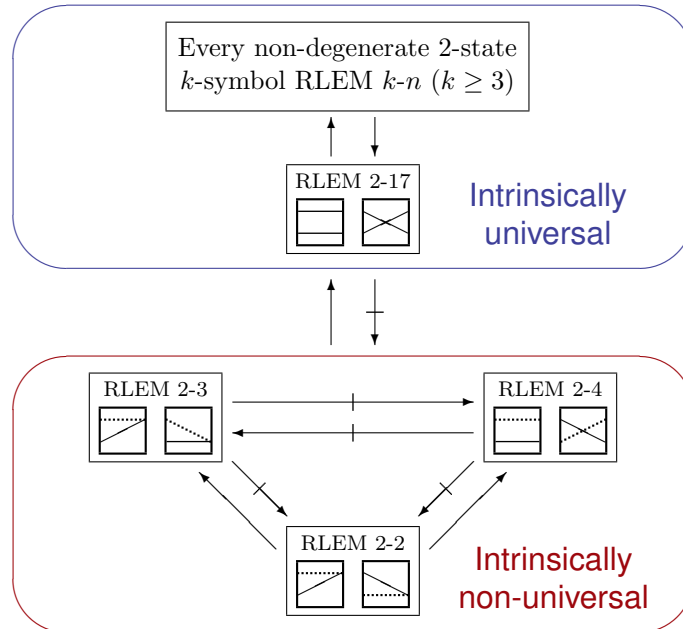 Every non-degenerate 2-state
k-symbol RLEM k-n (k ≥ 3)
RLEM 2-17
Intrinsically
universal
RLEM 2-3
RLEM 2-4
RLEM 2-2
Intrinsically
non-universal